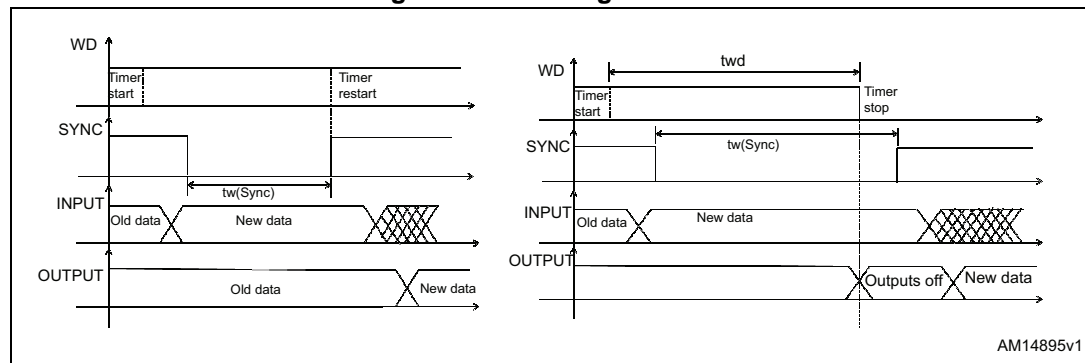 WD
Timer
start
Timer
restart
SYNC
tw(Sync)
INPUT
Old data
New data
OUTPUT
Old data
New data
twd
WD
Timer
start
Timer
stop
SYNC
tw(Sync)
INPUT
Old data
New data
OUTPUT
Outputs off
New data
AM14895v1